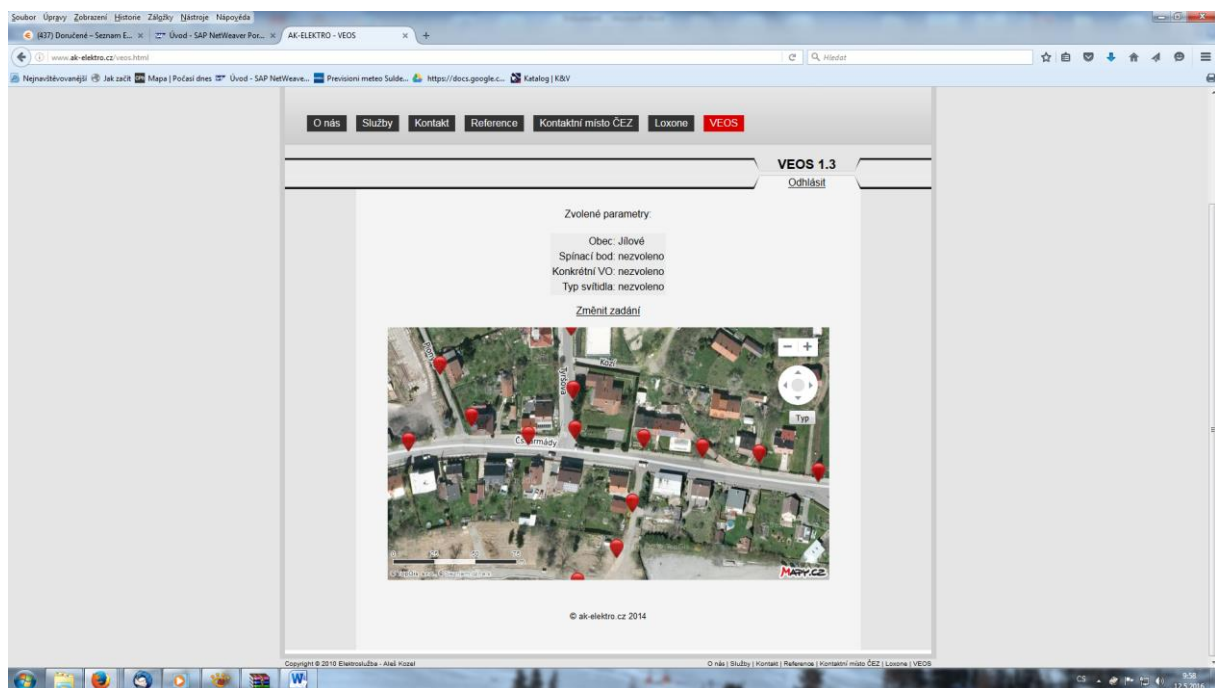 Soubor Úpravy Zobrazení Historie Záložky Nástroje Nápověda
(437) Doručené – Seznam E... Úvod - SAP NetWeaver Por... AK-ELEKTRO - VEOS
www.ak-elektro.cz/veos.html Hledat
Nejnavštěvovanější Jak začít Mapa | Počasí dnes Úvod - SAP NetWeave... Previsioni meteo Sulde... https://docs.google.c... Katalog | K&V
O nás Služby Kontakt Reference Kontaktní místo ČEZ Loxone VEOS
VEOS 1.3
Odhlásit
Zvolené parametry:
Obec: Jílové
Spínací bod: nezvoleno
Konkrétní VO: nezvoleno
Typ svítidla: nezvoleno
Změnit zadání
Kozí
Tyršova
Typ
Čs. armády
MAPY.CZ
© ak-elektro.cz 2014
Copyright © 2010 Elektroslužba - Aleš Kozel O nás | Služby | Kontakt | Reference | Kontaktní místo ČEZ | Loxone | VEOS
CS 9:58
12.5.2016